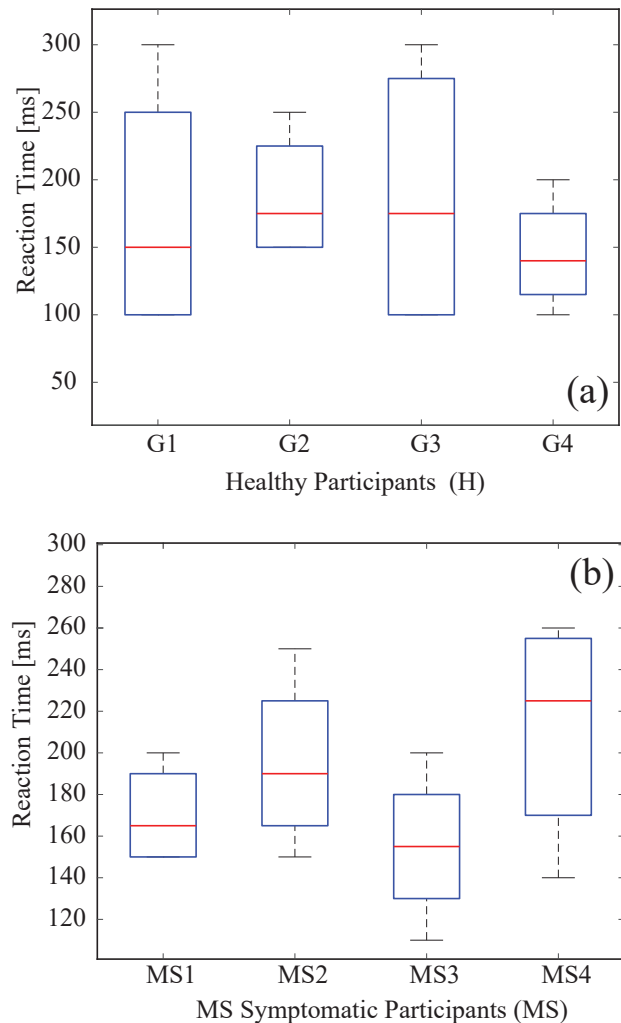 300
250
200
150
100
50
Reaction Time [ms]
(a)
G1 G2 G3 G4
Healthy Participants (H)
300
280
260
240
220
200
180
160
140
120
Reaction Time [ms]
(b)
MS1 MS2 MS3 MS4
MS Symptomatic Participants (MS)